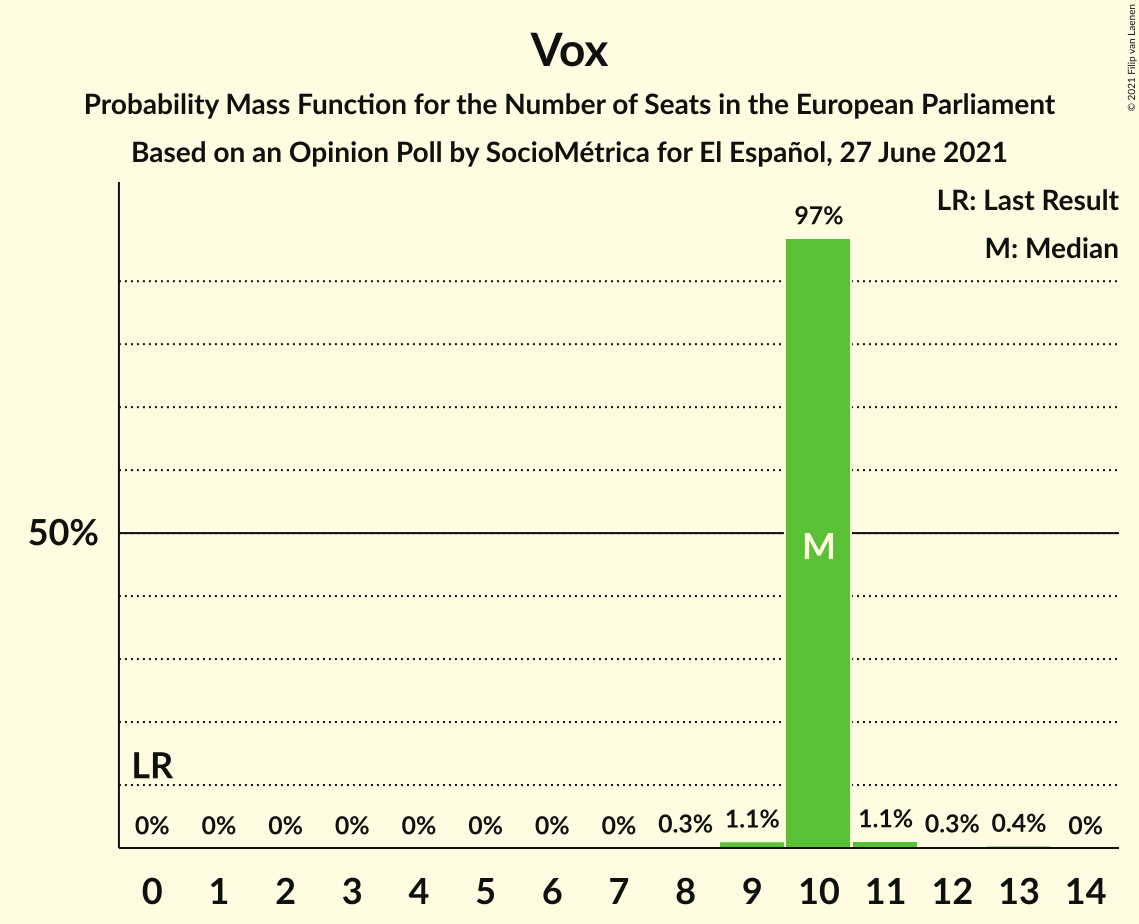 Vox
Probability Mass Function for the Number of Seats in the European Parliament
Based on an Opinion Poll by SocioMétrica for El Español, 27 June 2021
© 2021 Filip van Laenen
LR: Last Result
M: Median
97%
50%
M
LR
0% 0% 0% 0% 0% 0% 0% 0% 0.3% 1.1% 1.1% 0.3% 0.4% 0%
0 1 2 3 4 5 6 7 8 9 10 11 12 13 14